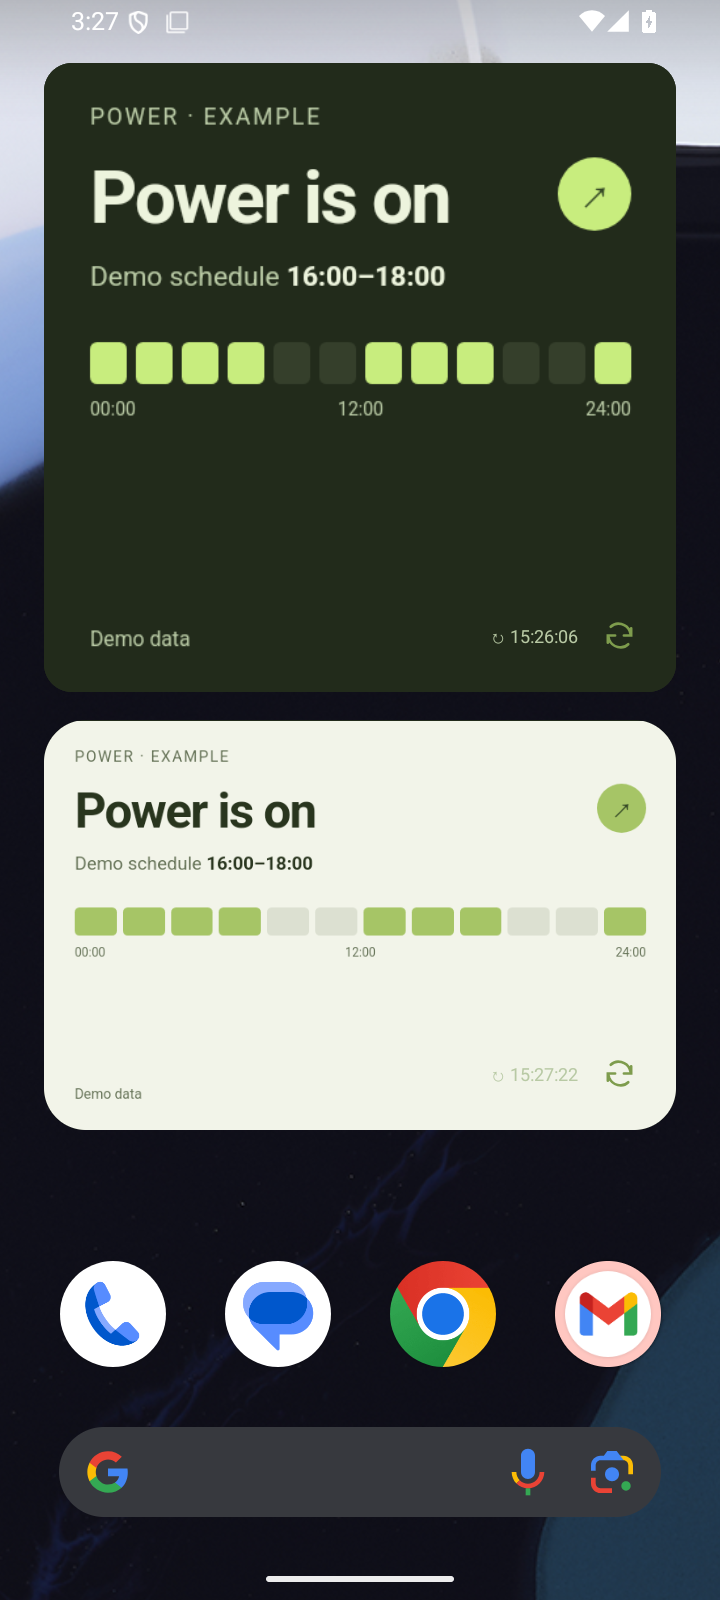 3:27
POWER · EXAMPLE
Power is on
↗
Demo schedule 16:00–18:00
00:00 12:00 24:00
Demo data ↻ 15:26:06
POWER · EXAMPLE
Power is on
↗
Demo schedule 16:00–18:00
00:00 12:00 24:00
↻ 15:27:22
Demo data